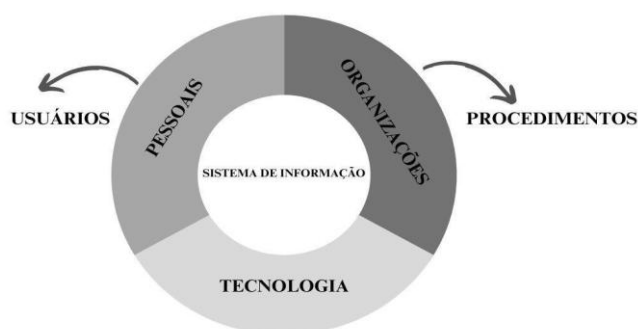 USUÁRIOS
PESSOAIS
ORGANIZAÇÕES
PROCEDIMENTOS
SISTEMA DE INFORMAÇÃO
TECNOLOGIA